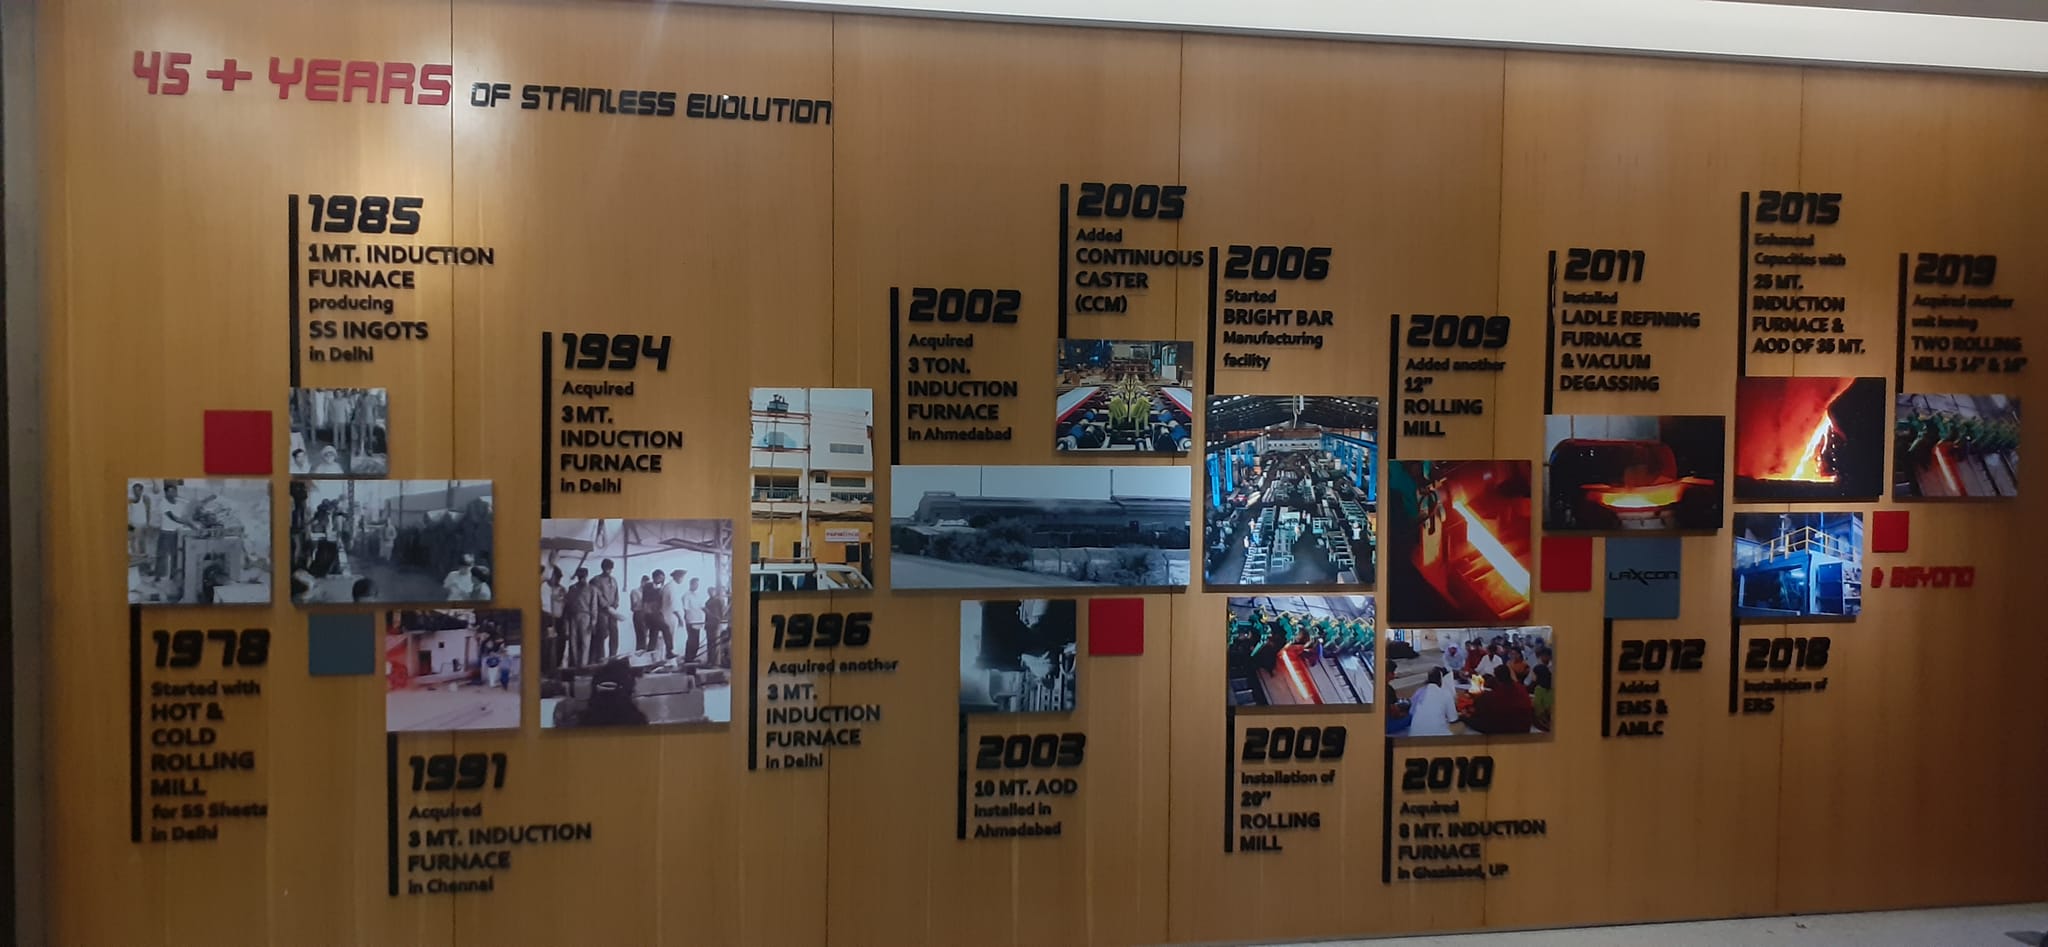 45 + YEARS OF STAINLESS EVOLUTION
1978
Started with
HOT &
COLD
ROLLING
MILL
for SS Sheets
in Delhi
1985
1MT. INDUCTION
FURNACE
producing
SS INGOTS
in Delhi
1991
Acquired
3 MT. INDUCTION
FURNACE
in Chennai
1994
Acquired
3MT.
INDUCTION
FURNACE
in Delhi
1996
Acquired another
3 MT.
INDUCTION
FURNACE
in Delhi
2002
Acquired
3 TON.
INDUCTION
FURNACE
in Ahmedabad
2003
10 MT. AOD
installed in
Ahmedabad
2005
Added
CONTINUOUS
CASTER
(CCM)
2006
Started
BRIGHT BAR
Manufacturing
facility
2009
Installation of
20"
ROLLING
MILL
2009
Added another
12"
ROLLING
MILL
2010
Acquired
8 MT. INDUCTION
FURNACE
in Ghaziabad, UP
2011
Installed
LADLE REFINING
FURNACE
& VACUUM
DEGASSING
LAXCON
2012
Added
EMS &
AMLC
2015
Enhanced
Capacities with
25 MT.
INDUCTION
FURNACE &
AOD OF 35 MT.
2018
Installation of
ERS
2019
Acquired another
unit having
TWO ROLLING
MILLS 14" & 16"
& BEYOND